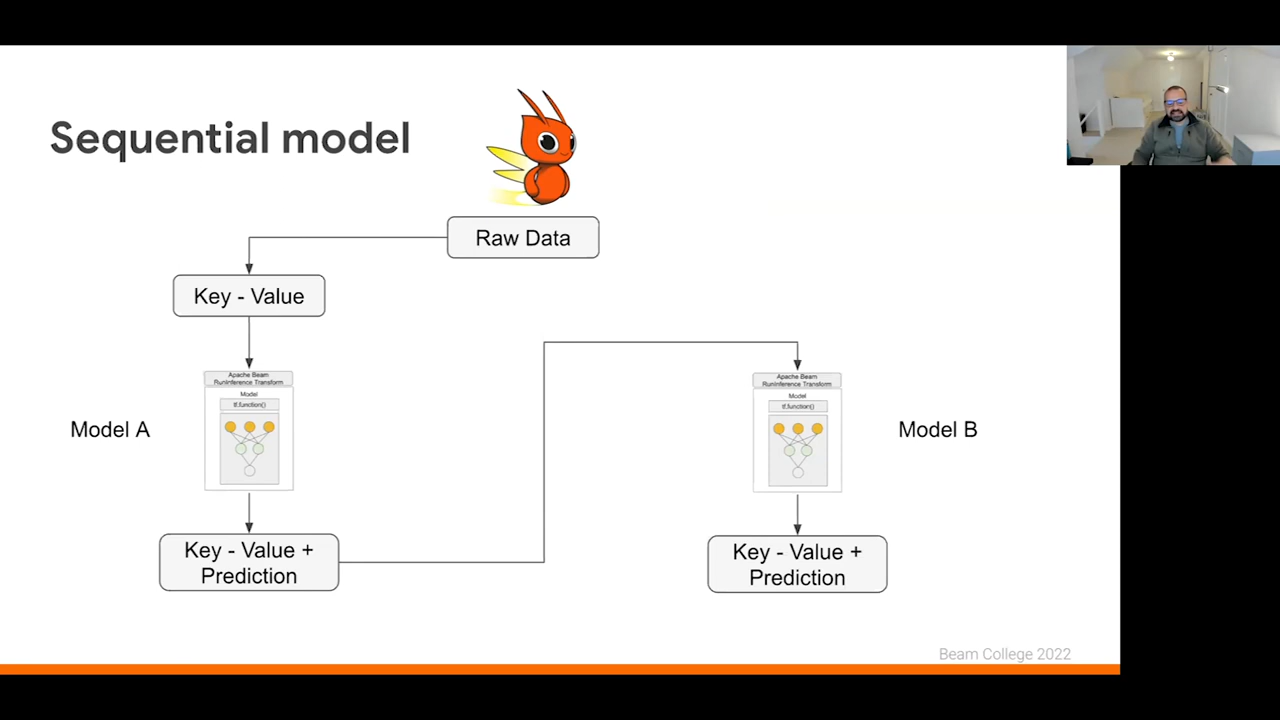 Sequential model
Raw Data
Key - Value
Apache Beam
RunInference Transform
Model
tf.function()
Model A
Key - Value +
Prediction
Apache Beam
RunInference Transform
Model
tf.function()
Model B
Key - Value +
Prediction
Beam College 2022